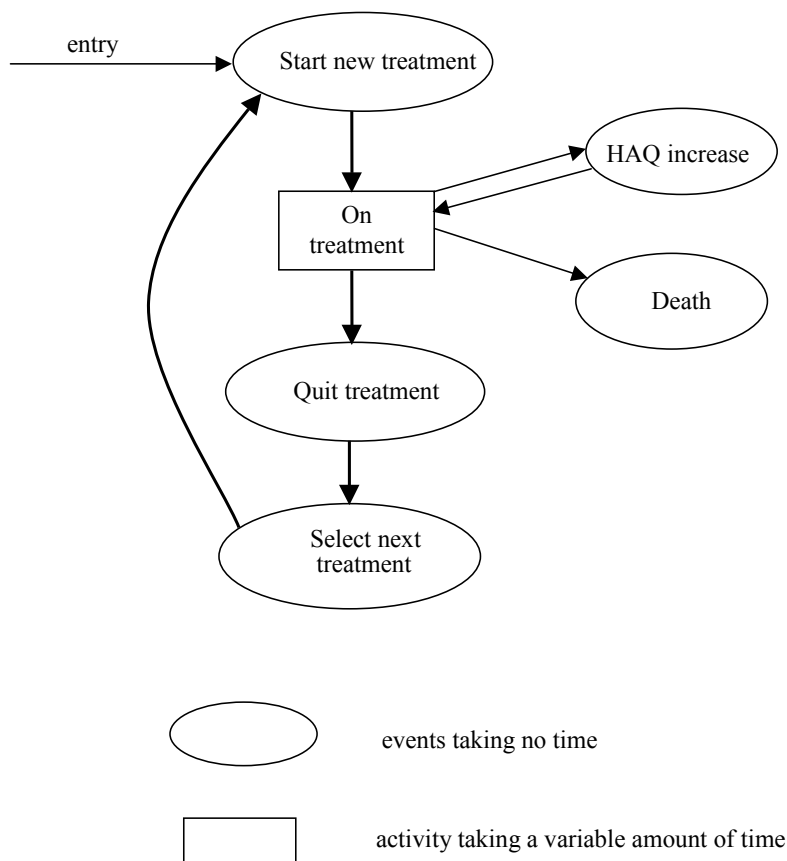 entry
Start new treatment
HAQ increase
On
treatment
Death
Quit treatment
Select next
treatment
events taking no time
activity taking a variable amount of time